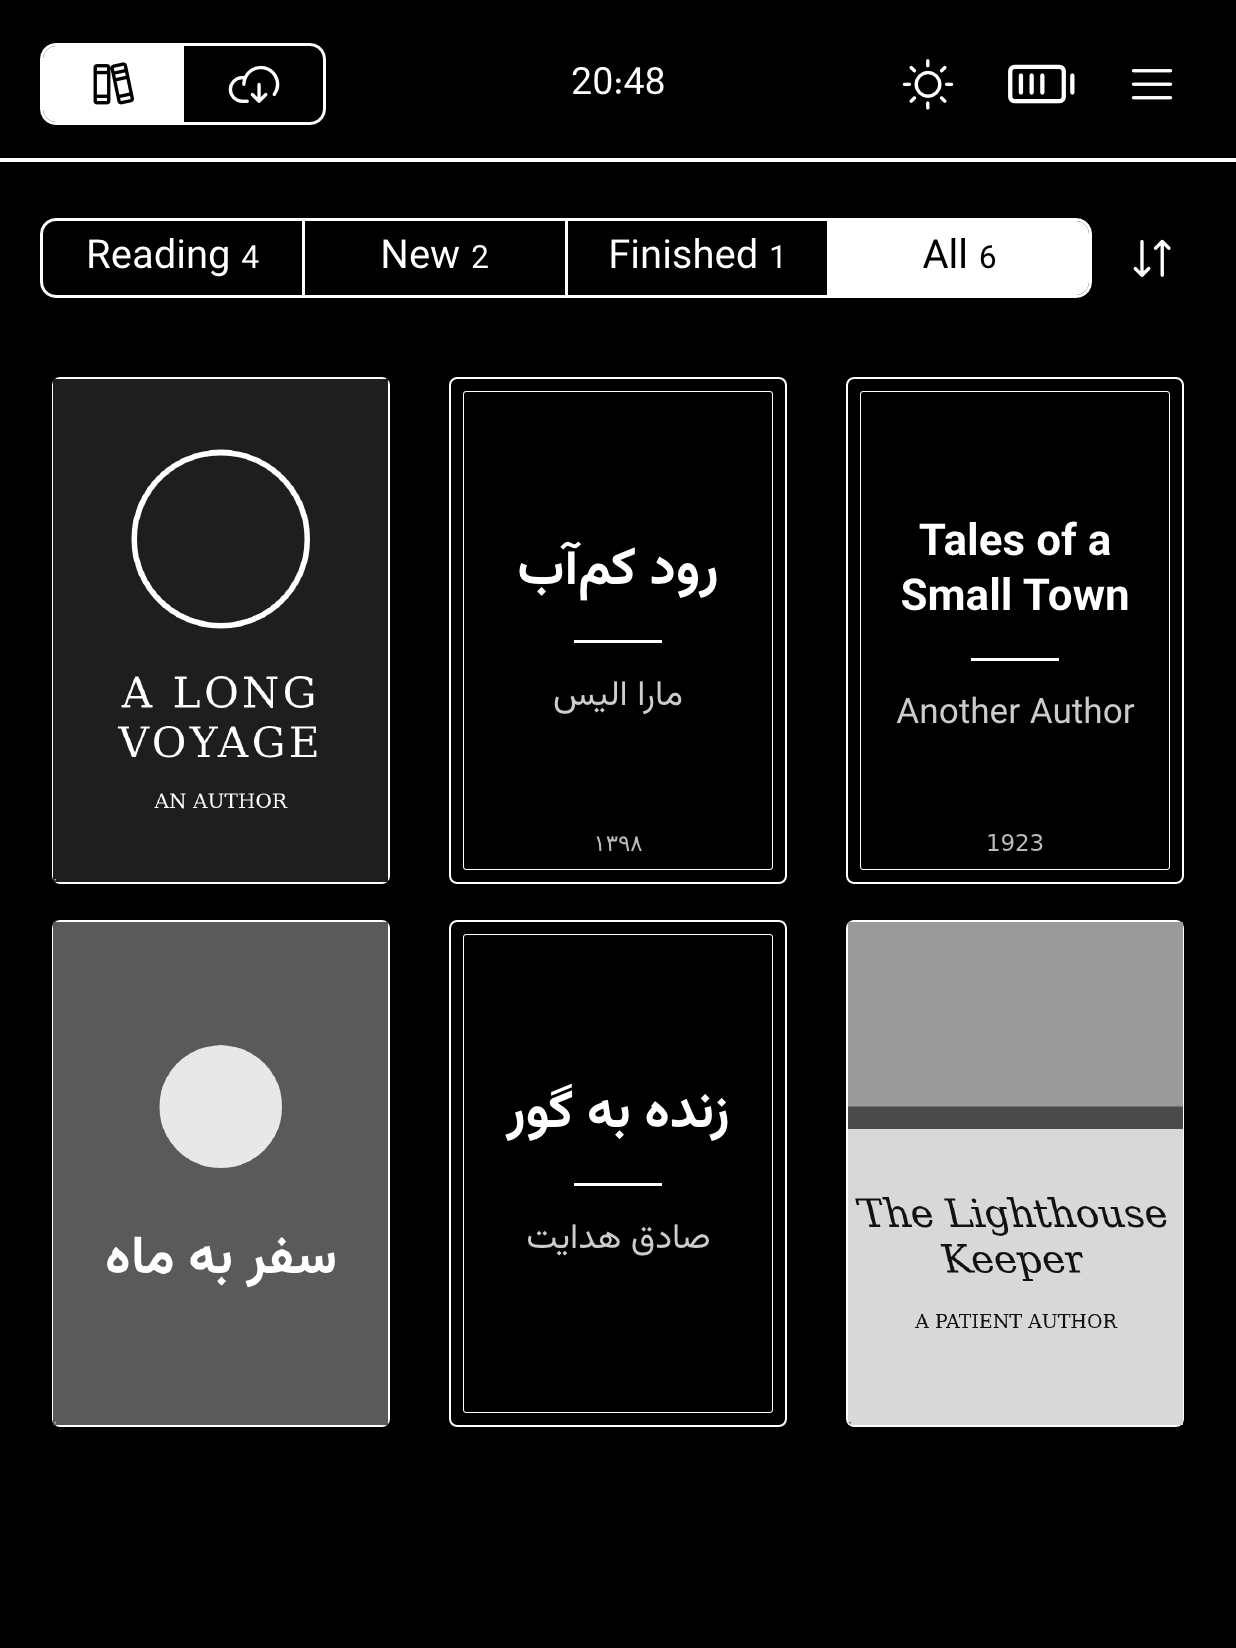 20:48
Reading 4
New 2
Finished 1
All 6
A LONG
VOYAGE
AN AUTHOR
رود کم‌آب
مارا الیس
۱۳۹۸
Tales of a
Small Town
Another Author
1923
سفر به ماه
زنده به گور
صادق هدایت
The Lighthouse
Keeper
A PATIENT AUTHOR